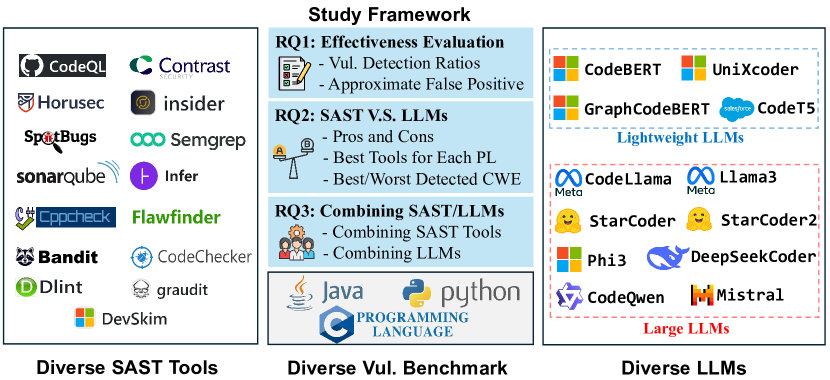 Study Framework
CodeQL
Contrast
SECURITY
Horusec
insider
SpotBugs
Semgrep
sonarqube
Infer
C++
Cppcheck
Flawfinder
Bandit
CodeChecker
Dlint
graudit
DevSkim
Diverse SAST Tools
RQ1: Effectiveness Evaluation
- Vul. Detection Ratios
- Approximate False Positive
RQ2: SAST V.S. LLMs
A
B
- Pros and Cons
- Best Tools for Each PL
- Best/Worst Detected CWE
RQ3: Combining SAST/LLMs
- Combining SAST Tools
- Combining LLMs
Java
python
C PROGRAMMING
LANGUAGE
Diverse Vul. Benchmark
CodeBERT
UniXcoder
GraphCodeBERT
salesforce
CodeT5
Lightweight LLMs
Meta
CodeLlama
Meta
Llama3
StarCoder
StarCoder2
Phi3
DeepSeekCoder
CodeQwen
Mistral
Large LLMs
Diverse LLMs